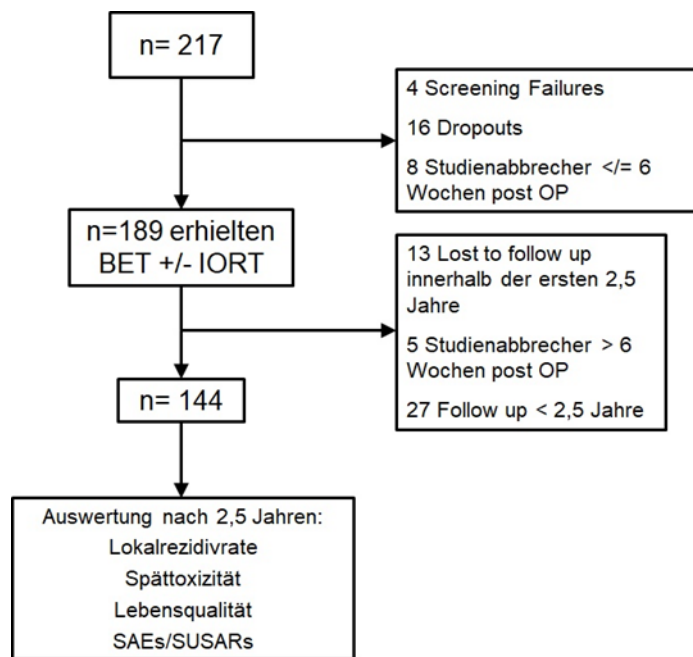 n= 217
4 Screening Failures
16 Dropouts
8 Studienabbrecher </= 6
Wochen post OP
n=189 erhielten
BET +/- IORT
13 Lost to follow up
innerhalb der ersten 2,5
Jahre
5 Studienabbrecher > 6
Wochen post OP
27 Follow up < 2,5 Jahre
n= 144
Auswertung nach 2,5 Jahren:
Lokalrezidivrate
Spättoxizität
Lebensqualität
SAEs/SUSARs